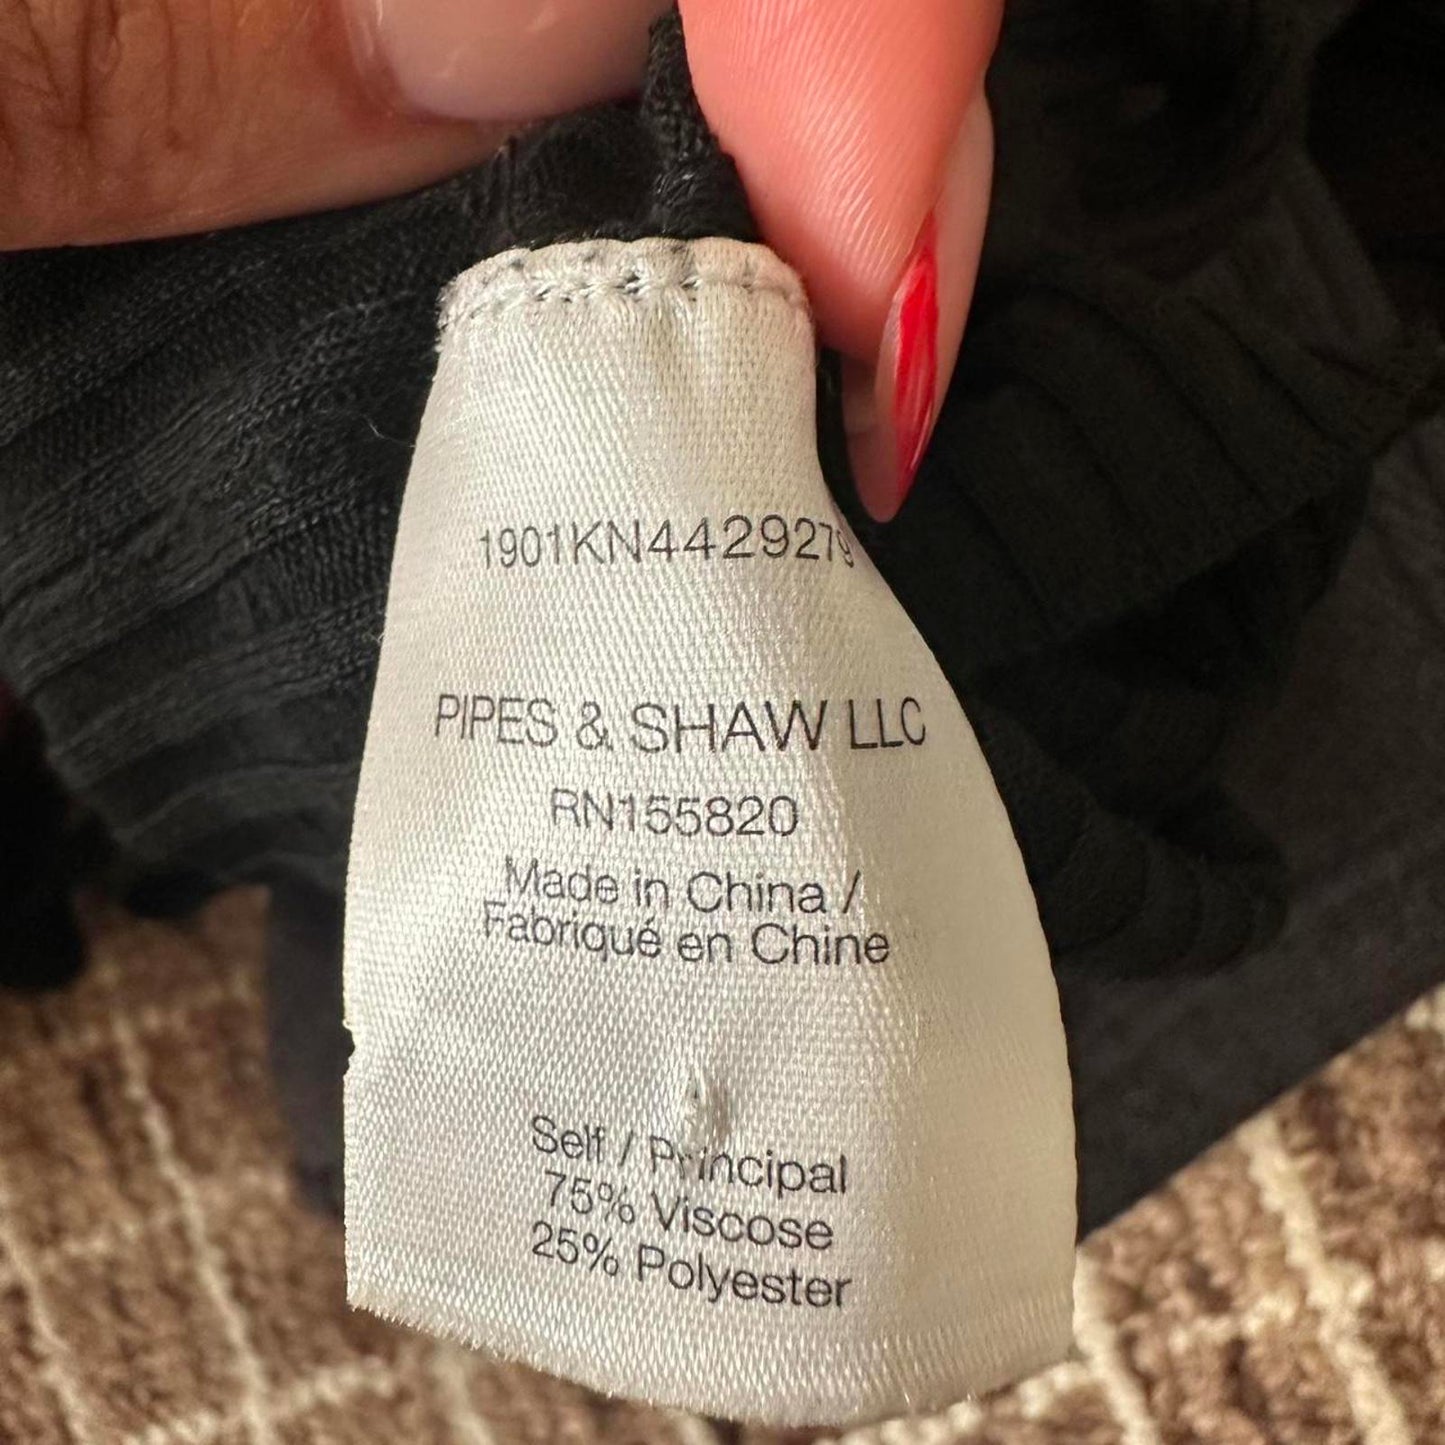 1901KN4429279
PIPES & SHAW LLC
RN155820
Made in China /
Fabriqué en Chine
Self / Principal
75% Viscose
25% Polyester